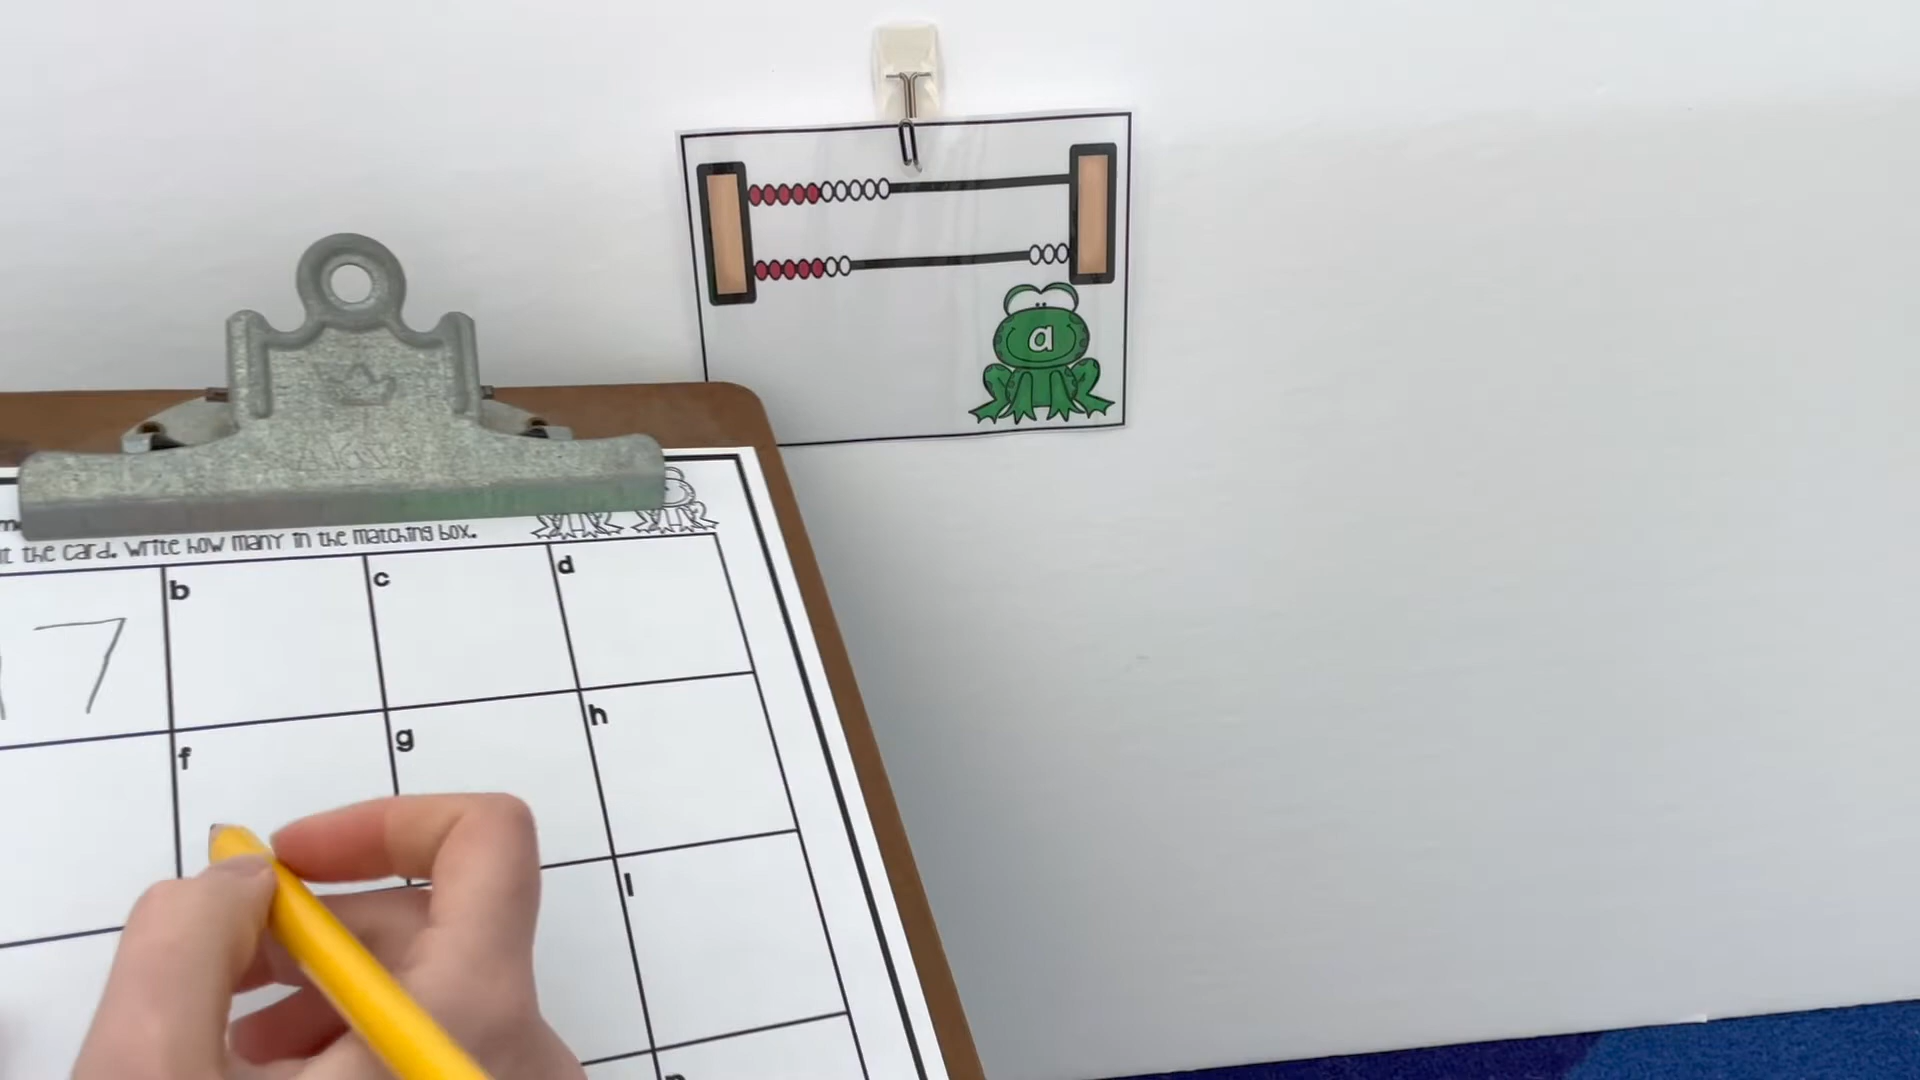 a
t the card. Write how many in the matching box.
b
c
d
17
f
g
h
l